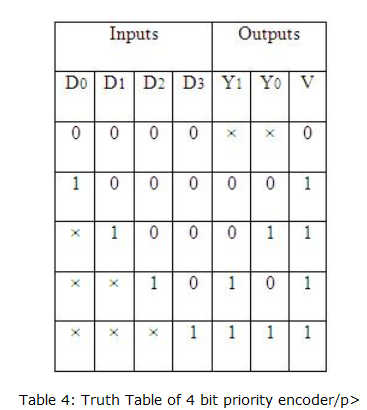 Inputs Outputs
D0 D1 D2 D3 Y1 Y0 V
0 0 0 0 × × 0
1 0 0 0 0 0 1
× 1 0 0 0 1 1
× × 1 0 1 0 1
× × × 1 1 1 1
Table 4: Truth Table of 4 bit priority encoder/p>